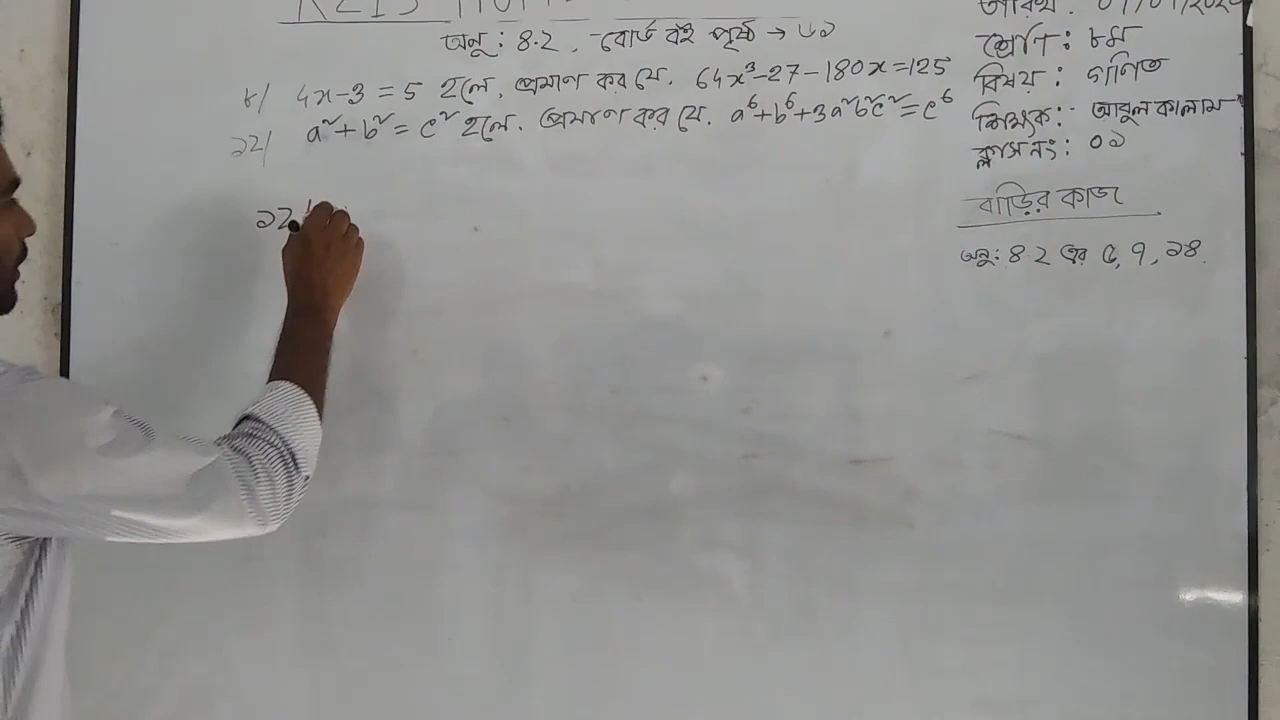 অনু: ৪.২, বোর্ড বই পৃষ্ঠা → ৬১
৮/ 4x-3 = 5 হলে, প্রমাণ কর যে, 64x³-27-180x=125
১২/ a²+b² = c² হলে, প্রমাণ কর যে, a⁶+b⁶+3a²b²c² = c⁶
১২
তারিখ:
শ্রেণি: ৮ম
বিষয়: গণিত
শিক্ষক:- আবুল কালাম
ক্লাস নং: ০১
বাড়ির কাজ
অনু: ৪.২ এর ৫, ৭, ১৪.